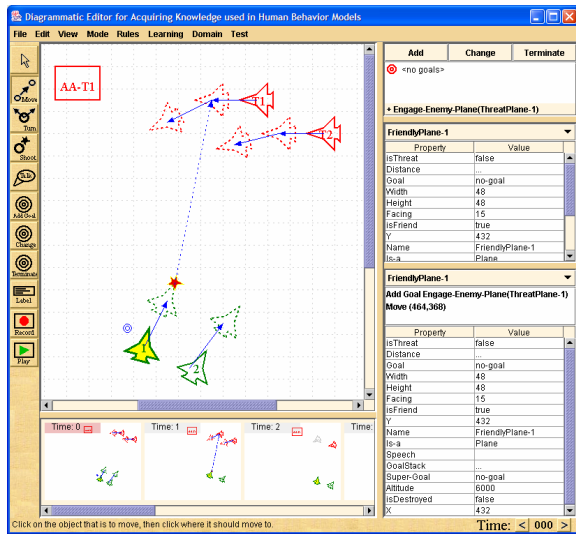 Diagrammatic Editor for Acquiring Knowledge used in Human Behavior Models
File Edit View Mode Rules Learning Domain Test
Move
Turn
Shoot
Talk
Add Goal
Change
Terminate
Label
Record
Play
AA-T1
T1
T2
1
2
Add Change Terminate
<no goals>
+ Engage-Enemy-Plane(ThreatPlane-1)
FriendlyPlane-1
Property Value
isThreat false
Distance ...
Goal no-goal
Width 48
Height 48
Facing 15
isFriend true
Y 432
Name FriendlyPlane-1
Is-a Plane
FriendlyPlane-1
Add Goal Engage-Enemy-Plane(ThreatPlane-1)
Move (464,368)
Property Value
isThreat false
Distance ...
Goal no-goal
Width 48
Height 48
Facing 15
isFriend true
Y 432
Name FriendlyPlane-1
Is-a Plane
Speech
GoalStack ...
Super-Goal no-goal
Altitude 6000
isDestroyed false
X 432
Time: 0 Time: 1 Time: 2 Time:
Click on the object that is to move, then click where it should move to.
Time: < 000 >